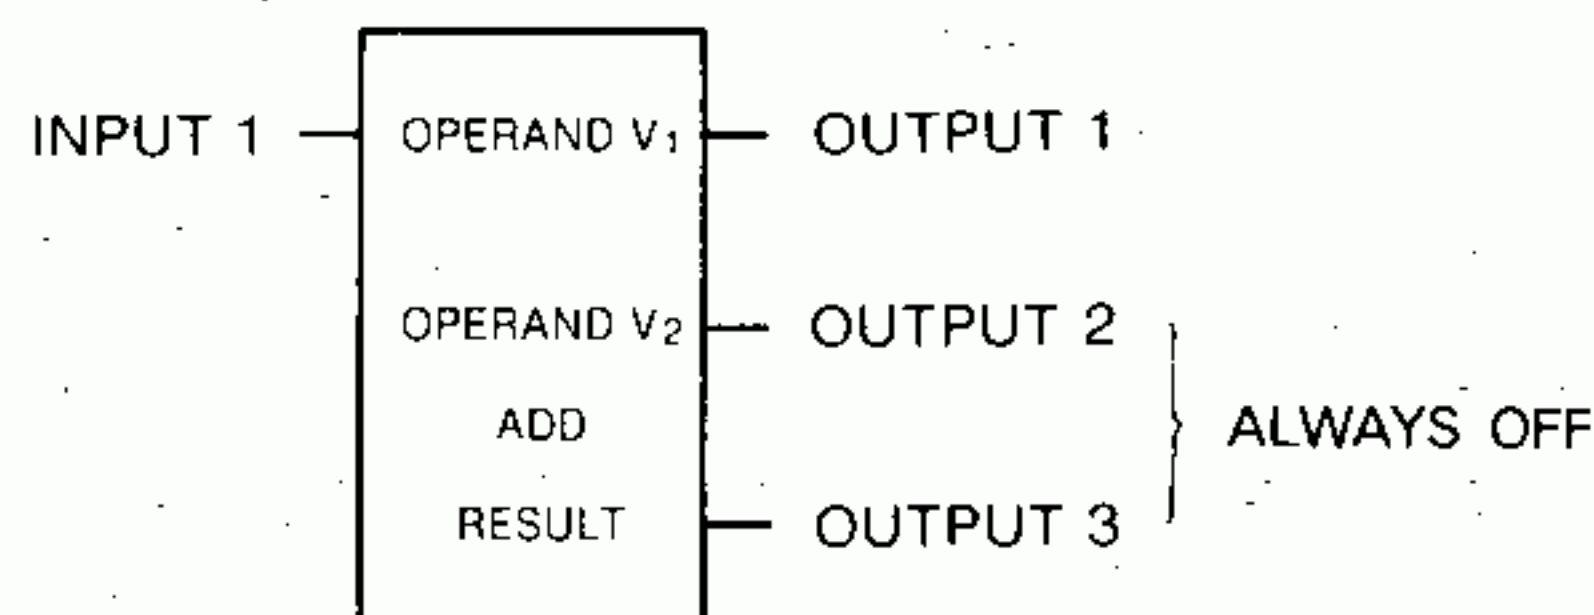 INPUT 1 OPERAND V1 OUTPUT 1
OPERAND V2 OUTPUT 2
ADD ALWAYS OFF
RESULT OUTPUT 3